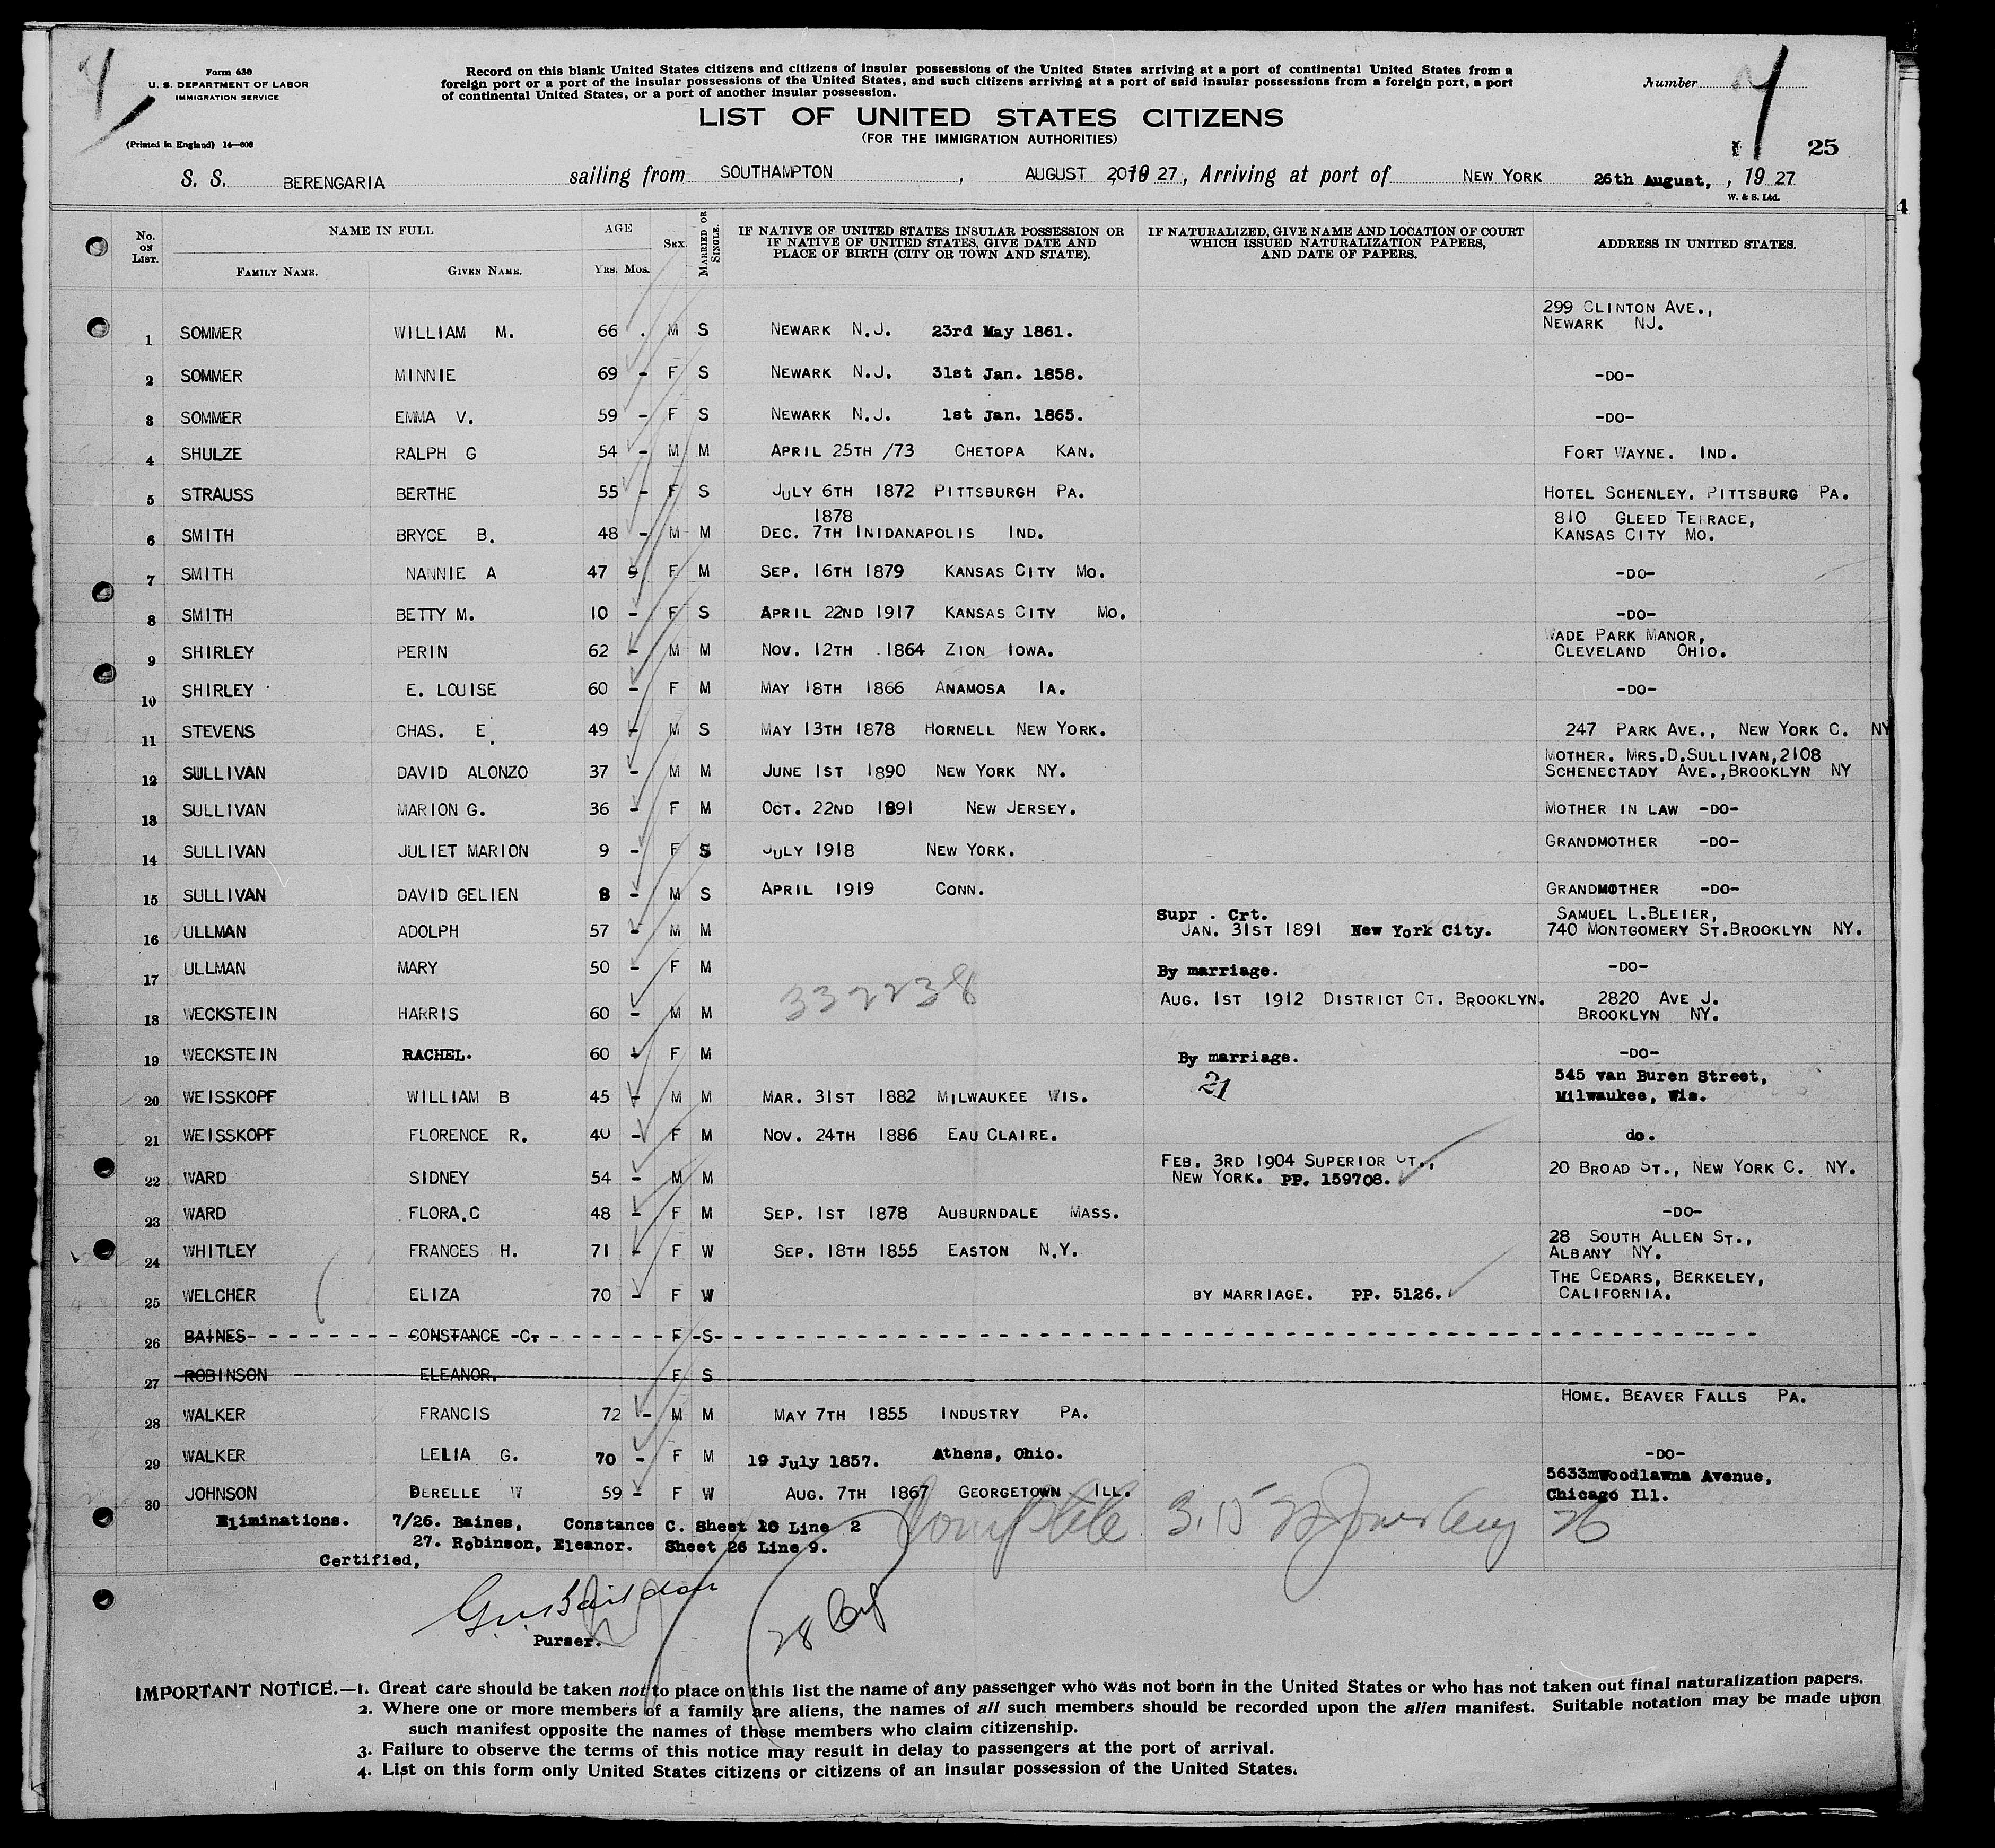 Form 630
U. S. DEPARTMENT OF LABOR
IMMIGRATION SERVICE
(Printed in England) 14—608
Record on this blank United States citizens and citizens of insular possessions of the United States arriving at a port of continental United States from a
foreign port or a port of the insular possessions of the United States, and such citizens arriving at a port of said insular possessions from a foreign port, a port
of continental United States, or a port of another insular possession.
Number
LIST OF UNITED STATES CITIZENS
(FOR THE IMMIGRATION AUTHORITIES)
25
S. S. BERENGARIA sailing from SOUTHAMPTON, AUGUST 20 19 27, Arriving at port of NEW YORK 26th August, , 19 27
W. & S. Ltd.
No. ON LIST. NAME IN FULL AGE SEX. MARRIED OR SINGLE. IF NATIVE OF UNITED STATES INSULAR POSSESSION OR IF NATIVE OF UNITED STATES, GIVE DATE AND PLACE OF BIRTH (CITY OR TOWN AND STATE). IF NATURALIZED, GIVE NAME AND LOCATION OF COURT WHICH ISSUED NATURALIZATION PAPERS, AND DATE OF PAPERS. ADDRESS IN UNITED STATES.
FAMILY NAME. GIVEN NAME. YRS. MOS.
1 SOMMER WILLIAM M. 66 . M S NEWARK N.J. 23rd May 1861. 299 CLINTON AVE., NEWARK NJ.
2 SOMMER MINNIE 69 - F S NEWARK N.J. 31st Jan. 1858. -DO-
3 SOMMER EMMA V. 59 - F S NEWARK N.J. 1st Jan. 1865. -DO-
4 SHULZE RALPH G 54 - M M APRIL 25TH /73 CHETOPA KAN. FORT WAYNE. IND.
5 STRAUSS BERTHE 55 - F S JULY 6TH 1872 PITTSBURGH PA. HOTEL SCHENLEY. PITTSBURG PA.
6 SMITH BRYCE B. 48 - M M DEC. 7TH 1878 INIDANAPOLIS IND. 810 GLEED TERRACE, KANSAS CITY MO.
7 SMITH NANNIE A 47 9 F M SEP. 16TH 1879 KANSAS CITY MO. -DO-
8 SMITH BETTY M. 10 - F S APRIL 22ND 1917 KANSAS CITY MO. -DO-
9 SHIRLEY PERIN 62 - M M NOV. 12TH .1864 ZION IOWA. WADE PARK MANOR, CLEVELAND OHIO.
10 SHIRLEY E. LOUISE 60 - F M MAY 18TH 1866 ANAMOSA IA. -DO-
11 STEVENS CHAS. E. 49 - M S MAY 13TH 1878 HORNELL NEW YORK. 247 PARK AVE., NEW YORK C. NY
12 SULLIVAN DAVID ALONZO 37 - M M JUNE 1ST 1890 NEW YORK NY. MOTHER. MRS.D.SULLIVAN,2108 SCHENECTADY AVE.,BROOKLYN NY
13 SULLIVAN MARION G. 36 - F M OCT. 22ND 1891 NEW JERSEY. MOTHER IN LAW -DO-
14 SULLIVAN JULIET MARION 9 - F S JULY 1918 NEW YORK. GRANDMOTHER -DO-
15 SULLIVAN DAVID GELIEN 8 - M S APRIL 1919 CONN. GRANDMOTHER -DO-
16 ULLMAN ADOLPH 57 - M M Supr . Crt. JAN. 31ST 1891 New York City. SAMUEL L.BLEIER, 740 MONTGOMERY ST.BROOKLYN NY.
17 ULLMAN MARY 50 - F M By marriage. -DO-
332238
18 WECKSTEIN HARRIS 60 - M M AUG. 1ST 1912 DISTRICT CT. BROOKLYN. 2820 AVE J. BROOKLYN NY.
19 WECKSTEIN RACHEL. 60 - F M By marriage. -DO-
21
20 WEISSKOPF WILLIAM B 45 - M M MAR. 31ST 1882 MILWAUKEE WIS. 545 van Buren Street, Milwaukee, Wis.
21 WEISSKOPF FLORENCE R. 40 - F M NOV. 24TH 1886 EAU CLAIRE. do.
22 WARD SIDNEY 54 - M M FEB. 3RD 1904 SUPERIOR CT., NEW YORK. PP. 159708. 20 BROAD ST., NEW YORK C. NY.
23 WARD FLORA.C 48 - F M SEP. 1ST 1878 AUBURNDALE MASS. -DO-
24 WHITLEY FRANCES H. 71 - F W SEP. 18TH 1855 EASTON N.Y. 28 SOUTH ALLEN ST., ALBANY NY.
25 WELCHER ELIZA 70 - F W BY MARRIAGE. PP. 5126. THE CEDARS, BERKELEY, CALIFORNIA.
26 BAINES CONSTANCE C. F S
27 ROBINSON ELEANOR. F S
28 WALKER FRANCIS 72 - M M MAY 7TH 1855 INDUSTRY PA. HOME. BEAVER FALLS PA.
29 WALKER LELIA G. 70 - F M 19 July 1857. Athens, Ohio. -DO-
30 JOHNSON DERELLE W 59 - F W AUG. 7TH 1867 GEORGETOWN ILL. 5633mWoodlawna Avenue, Chicago Ill.
Eliminations. 7/26. Baines, Constance C. Sheet 10 Line 2
27. Robinson, Eleanor. Sheet 26 Line 9.
Certified,
Purser.
28
IMPORTANT NOTICE.—1. Great care should be taken not to place on this list the name of any passenger who was not born in the United States or who has not taken out final naturalization papers.
2. Where one or more members of a family are aliens, the names of all such members should be recorded upon the alien manifest. Suitable notation may be made upon
such manifest opposite the names of those members who claim citizenship.
3. Failure to observe the terms of this notice may result in delay to passengers at the port of arrival.
4. List on this form only United States citizens or citizens of an insular possession of the United States.